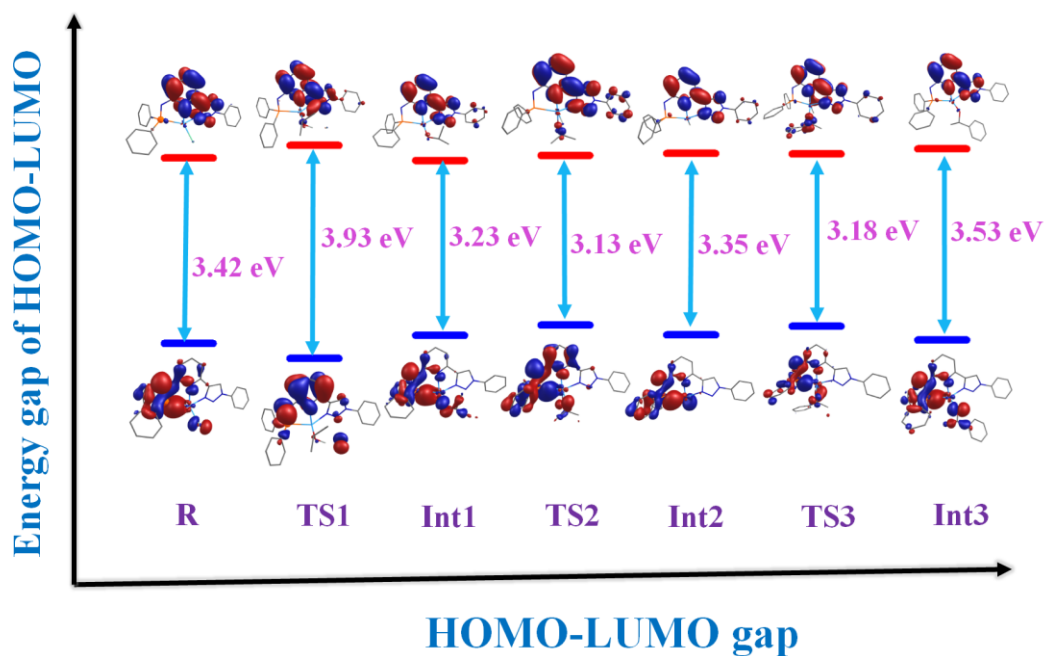 Energy gap of HOMO-LUMO
3.42 eV
3.93 eV
3.23 eV
3.13 eV
3.35 eV
3.18 eV
3.53 eV
R TS1 Int1 TS2 Int2 TS3 Int3
HOMO-LUMO gap